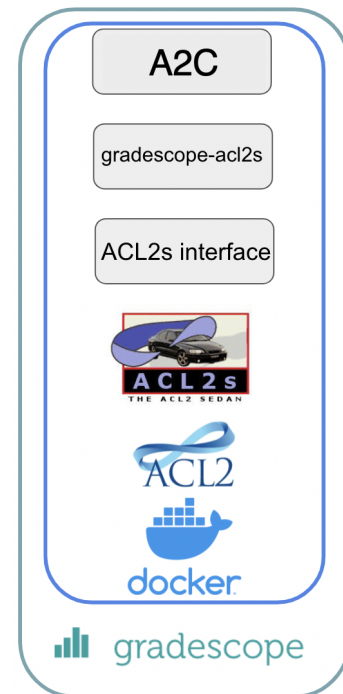 A2C
gradescope-acl2s
ACL2s interface
ACL2s
THE ACL2 SEDAN
ACL2
docker
gradescope